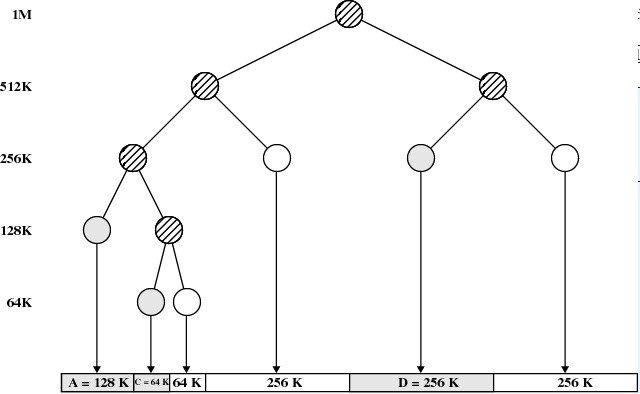 1M
512K
256K
128K
64K
A = 128 K C = 64 K 64 K 256 K D = 256 K 256 K